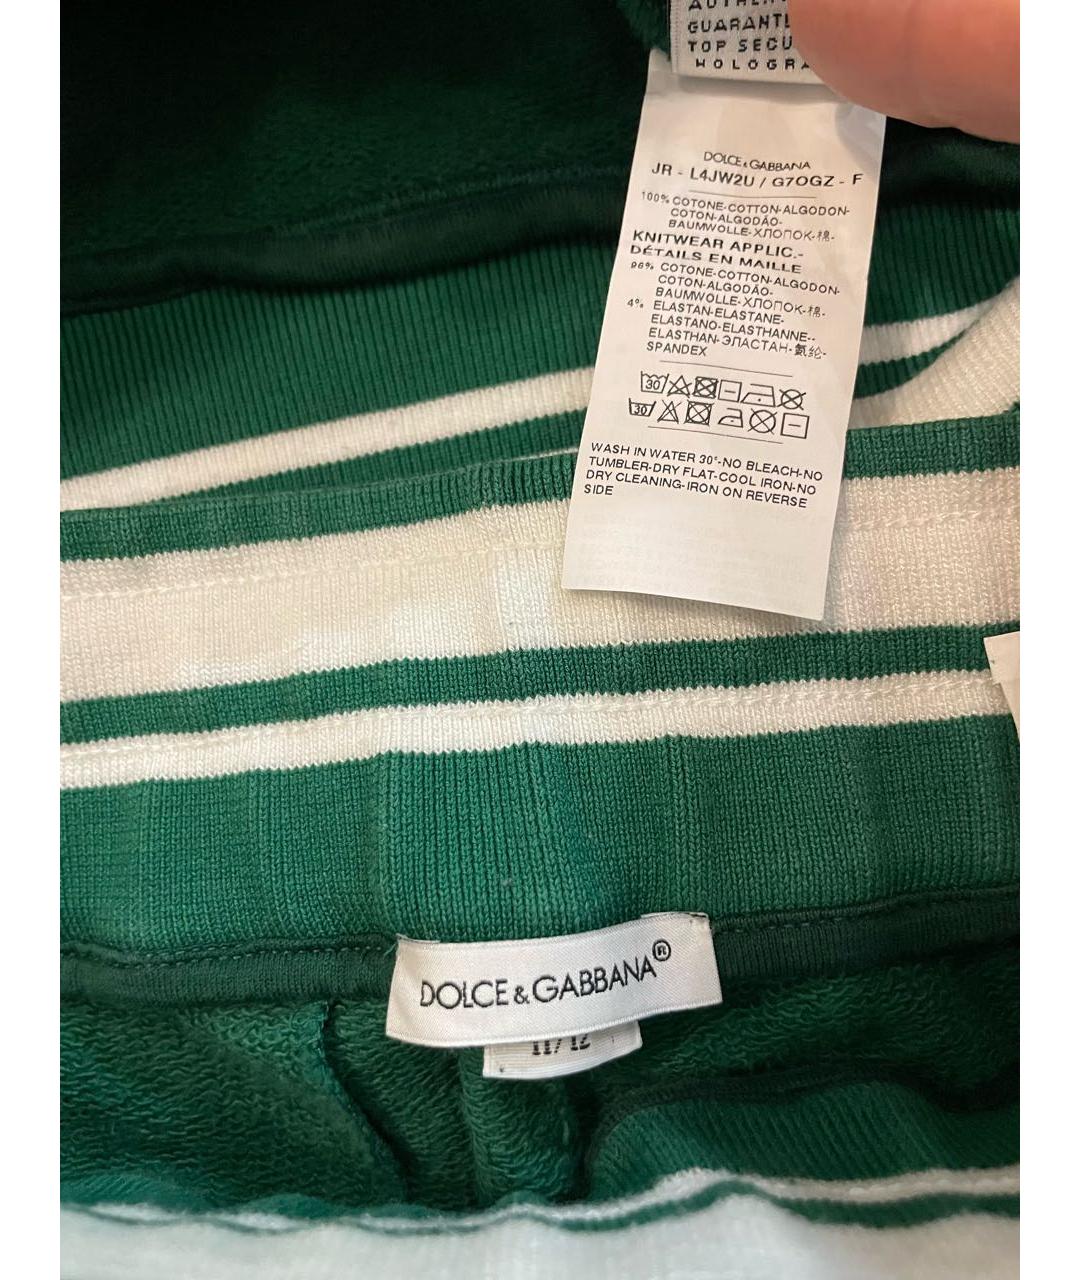 GUARANT
TOP SECU
HOLOGRA
DOLCE & GABBANA
JR - L4JW2U / G7OGZ - F
100% COTONE-COTTON-ALGODON-
COTON-ALGODÃO-
BAUMWOLLE-ХЛОПОК-棉-
KNITWEAR APPLIC.-
DÉTAILS EN MAILLE
96% COTONE-COTTON-ALGODON-
COTON-ALGODÃO-
BAUMWOLLE-ХЛОПОК-棉-
4% ELASTAN-ELASTANE-
ELASTANO-ELASTHANNE--
ELASTHAN-ЭЛАСТАН-氨纶-
SPANDEX
30
30
WASH IN WATER 30°-NO BLEACH-NO
TUMBLER-DRY FLAT-COOL IRON-NO
DRY CLEANING-IRON ON REVERSE
SIDE
DOLCE & GABBANA®
11/12